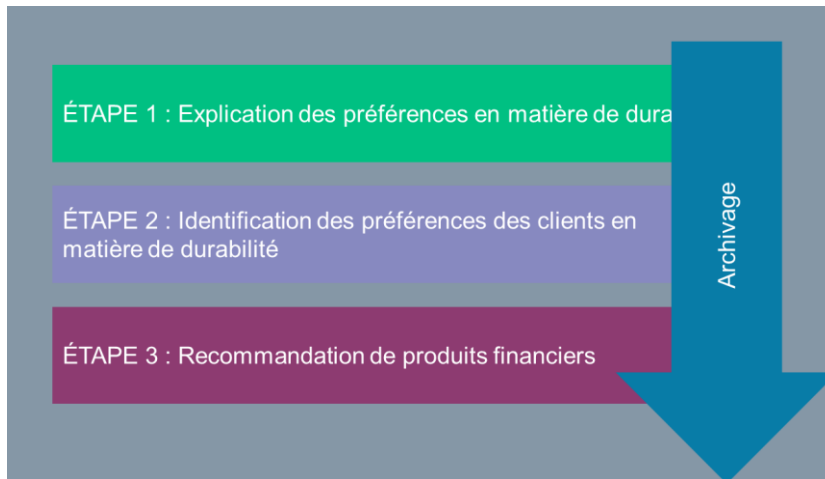 ÉTAPE 1 : Explication des préférences en matière de dura
ÉTAPE 2 : Identification des préférences des clients en
matière de durabilité
ÉTAPE 3 : Recommandation de produits financiers
Archivage